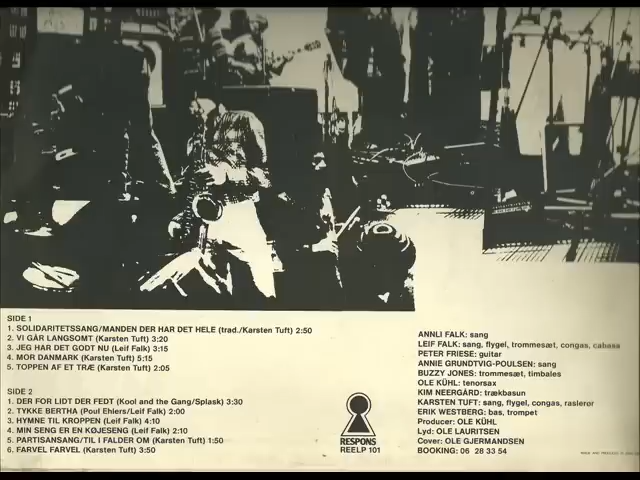 SIDE 1
1. SOLIDARITETSSANG/MANDEN DER HAR DET HELE (trad./Karsten Tuft) 2:50
2. VI GÅR LANGSOMT (Karsten Tuft) 3:20
3. JEG HAR DET GODT NU (Leif Falk) 3:15
4. MOR DANMARK (Karsten Tuft) 5:15
5. TOPPEN AF ET TRÆ (Karsten Tuft) 2:05
SIDE 2
1. DER FOR LIDT DER FEDT (Kool and the Gang/Splask) 3:30
2. TYKKE BERTHA (Poul Ehlers/Leif Falk) 2:00
3. HYMNE TIL KROPPEN (Leif Falk) 4:10
4. MIN SENG ER EN KØJESENG (Leif Falk) 2:10
5. PARTISANSANG/TIL I FALDER OM (Karsten Tuft) 1:50
6. FARVEL FARVEL (Karsten Tuft) 3:50
RESPONS
REELP 101
ANNLI FALK: sang
LEIF FALK: sang, flygel, trommesæt, congas, cabasa
PETER FRIESE: guitar
ANNIE GRUNDTVIG-POULSEN: sang
BUZZY JONES: trommesæt, timbales
OLE KÜHL: tenorsax
KIM NEERGÅRD: trækbasun
KARSTEN TUFT: sang, flygel, congas, raslerør
ERIK WESTBERG: bas, trompet
Producer: OLE KÜHL
Lyd: OLE LAURITSEN
Cover: OLE GJERMANDSEN
BOOKING: 06 28 33 54